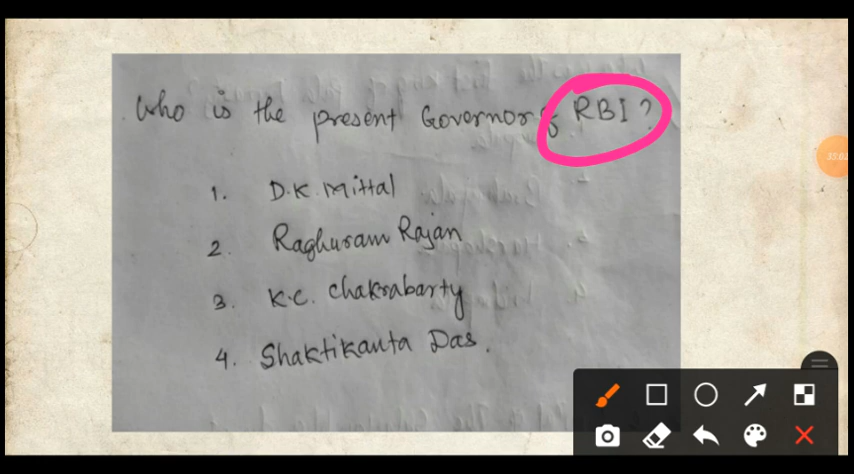 Who is the present Governor of RBI?
1. D.K. Mittal
2. Raghuram Rajan
3. K.C. Chakrabarty
4. Shaktikanta Das.